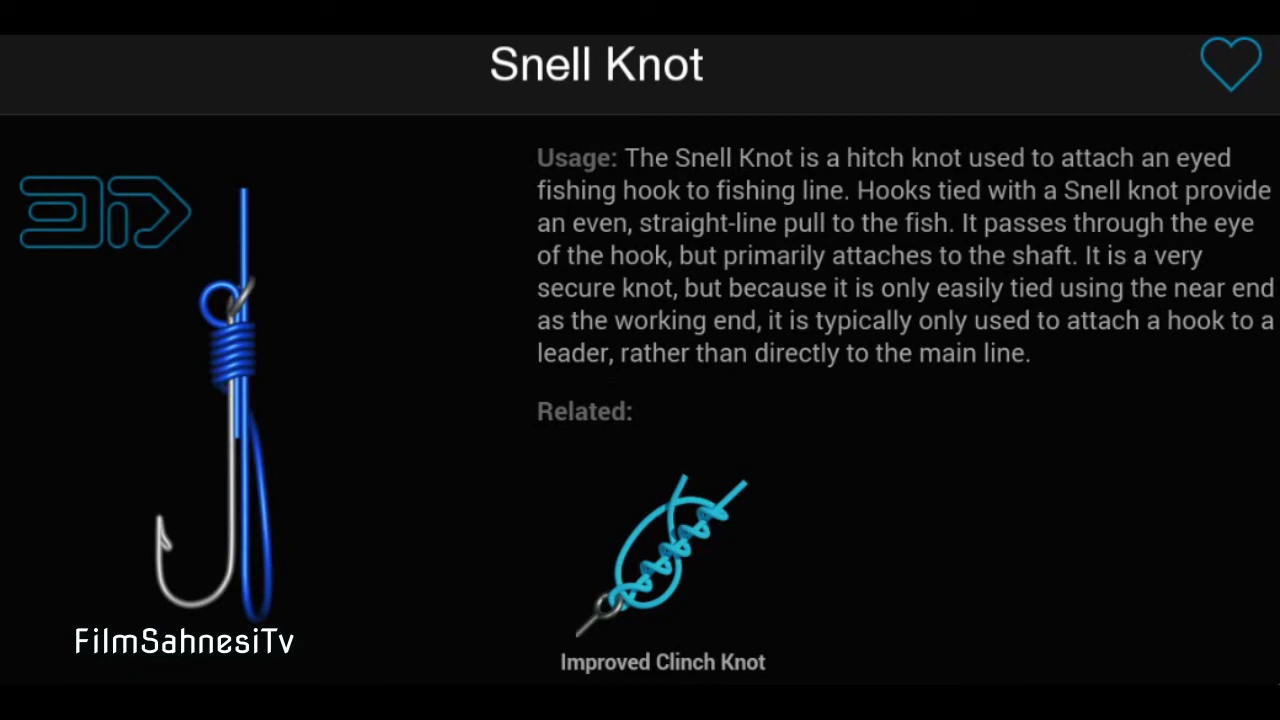 Snell Knot
3D
Usage: The Snell Knot is a hitch knot used to attach an eyed
fishing hook to fishing line. Hooks tied with a Snell knot provide
an even, straight-line pull to the fish. It passes through the eye
of the hook, but primarily attaches to the shaft. It is a very
secure knot, but because it is only easily tied using the near end
as the working end, it is typically only used to attach a hook to a
leader, rather than directly to the main line.
Related:
FilmSahnesiTv
Improved Clinch Knot